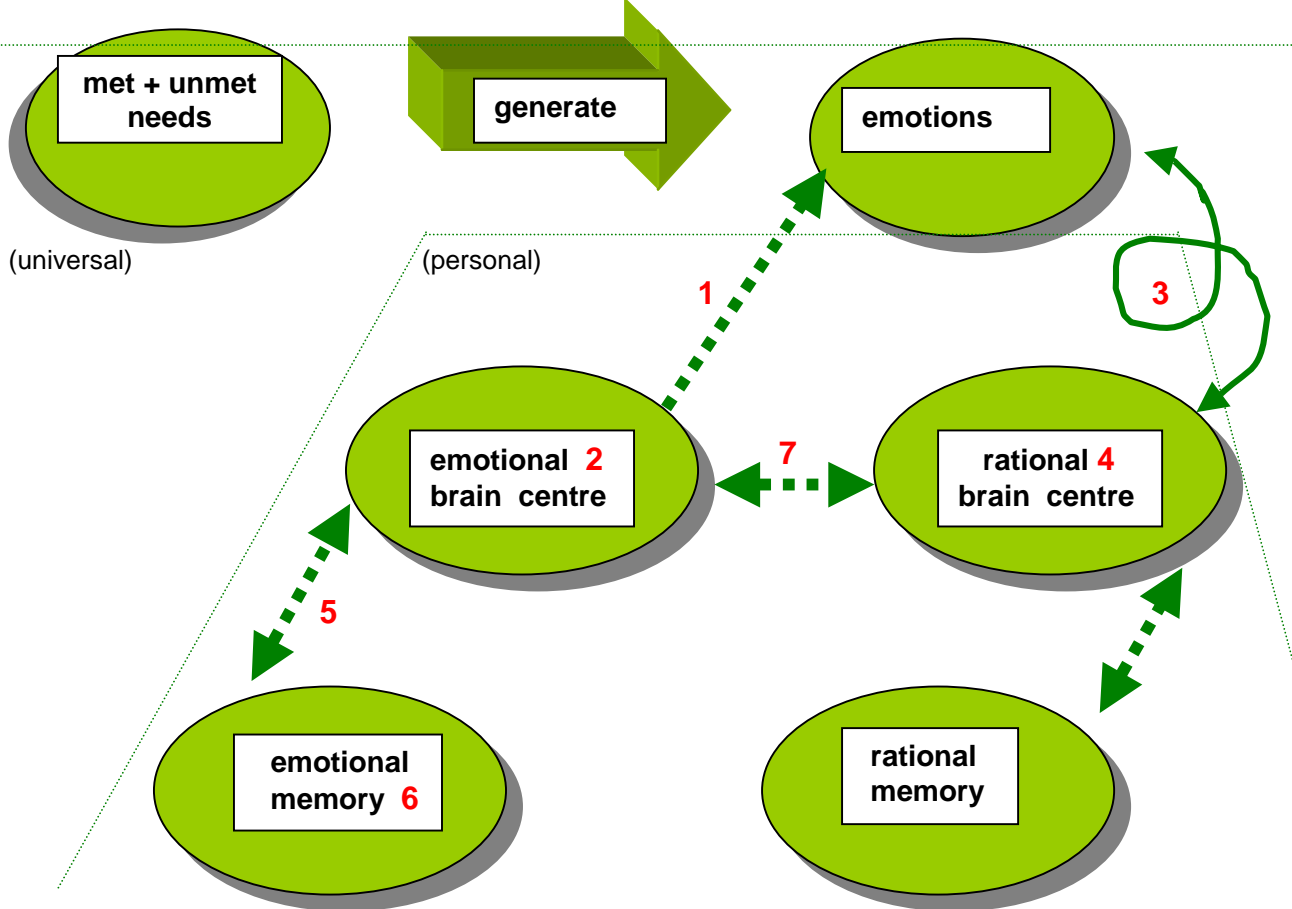 met + unmet
needs
generate
emotions
(universal)
(personal)
1
3
emotional 2
brain centre
7
rational 4
brain centre
5
emotional
memory 6
rational
memory